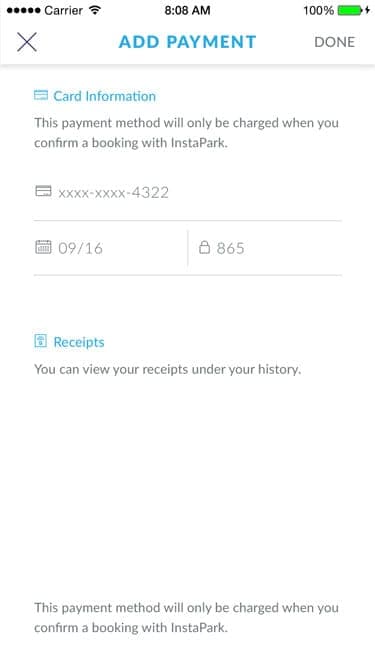 Carrier 8:08 AM 100%
ADD PAYMENT DONE
Card Information
This payment method will only be charged when you
confirm a booking with InstaPark.
xxxx-xxxx-4322
09/16 865
Receipts
You can view your receipts under your history.
This payment method will only be charged when you
confirm a booking with InstaPark.